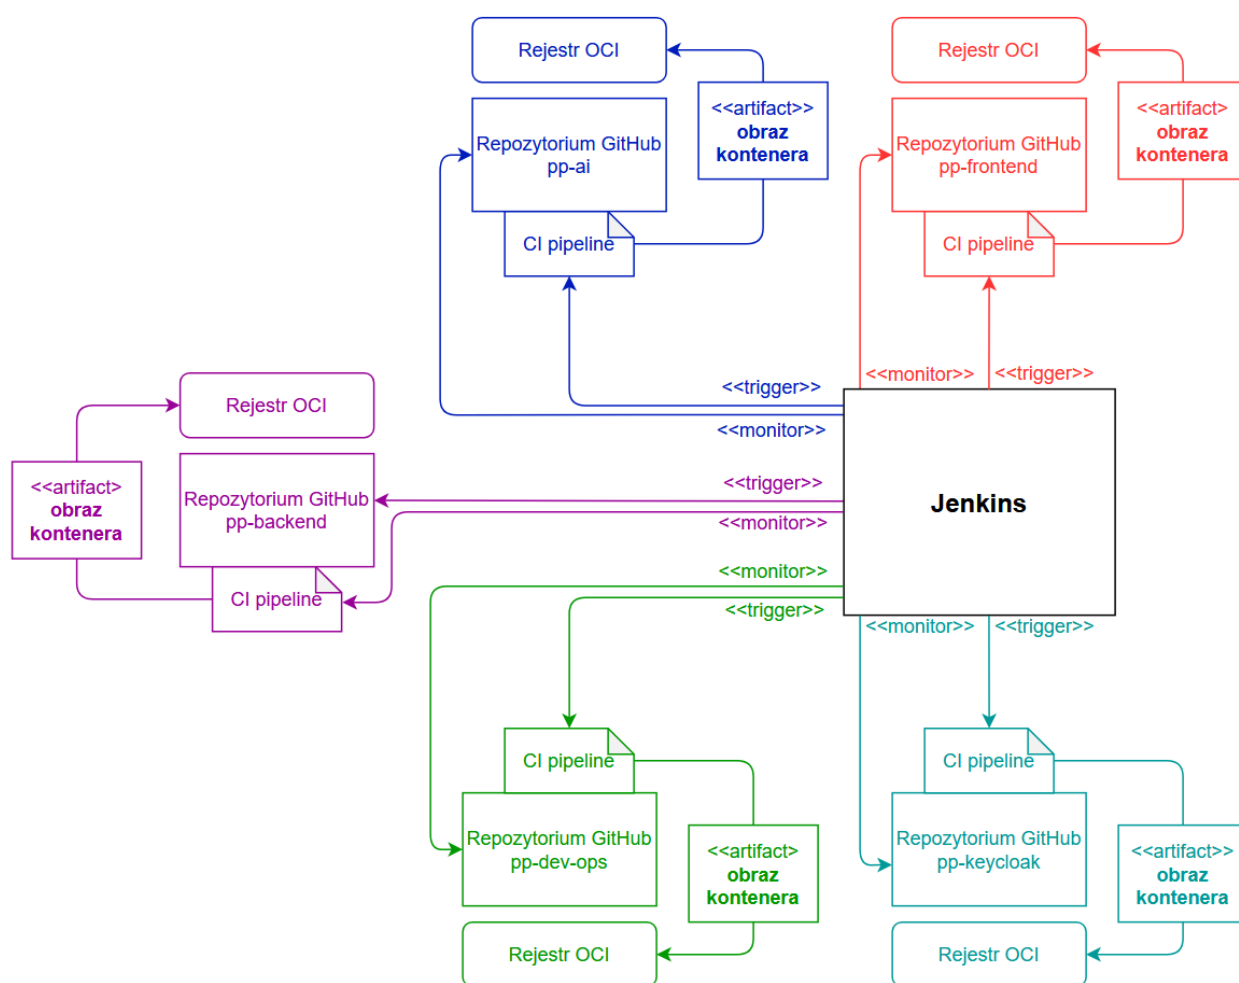 Rejestr OCI
<<artifact>>
obraz
kontenera
Repozytorium GitHub
pp-ai
CI pipeline
Rejestr OCI
<<artifact>
obraz
kontenera
Repozytorium GitHub
pp-frontend
CI pipeline
<<trigger>>
<<monitor>>
<<monitor>>
<<trigger>>
Rejestr OCI
<<artifact>
obraz
kontenera
Repozytorium GitHub
pp-backend
CI pipeline
<<trigger>>
<<monitor>>
Jenkins
<<monitor>>
<<trigger>>
<<monitor>>
<<trigger>>
CI pipeline
Repozytorium GitHub
pp-dev-ops
<<artifact>
obraz
kontenera
Rejestr OCI
CI pipeline
Repozytorium GitHub
pp-keycloak
<<artifact>>
obraz
kontenera
Rejestr OCI